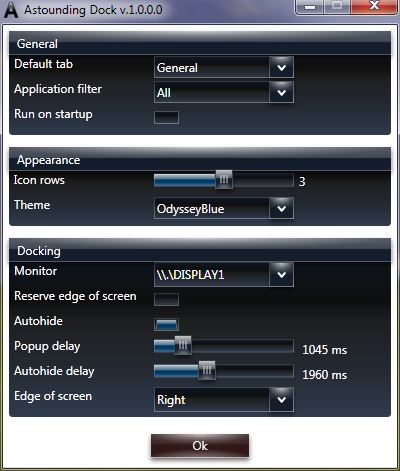 Astounding Dock v.1.0.0.0
General
Default tab General
Application filter All
Run on startup
Appearance
Icon rows 3
Theme OdysseyBlue
Docking
Monitor \\.\DISPLAY1
Reserve edge of screen
Autohide
Popup delay 1045 ms
Autohide delay 1960 ms
Edge of screen Right
Ok